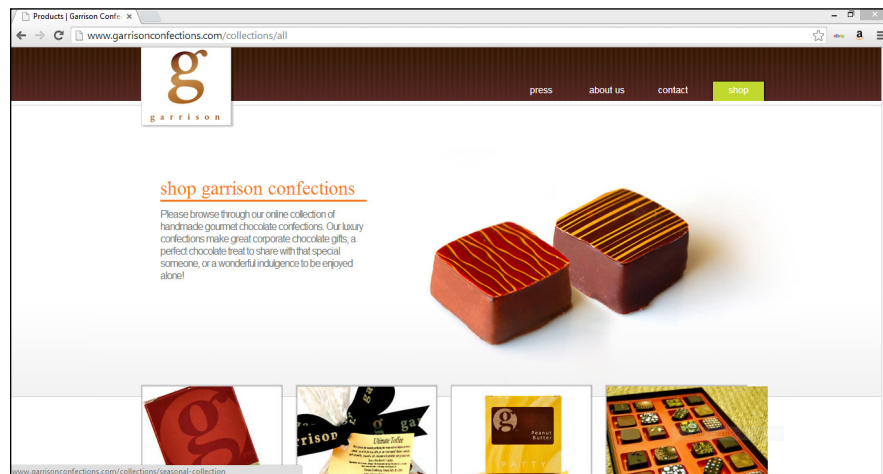 Products | Garrison Confe
www.garrisonconfections.com/collections/all
a
g
garrison
press
about us
contact
shop
shop garrison confections
Please browse through our online collection of
handmade gourmet chocolate confections. Our luxury
confections make great corporate chocolate gifts, a
perfect chocolate treat to share with that special
someone, or a wonderful indulgence to be enjoyed
alone!
g
rrison
g
ga
Ultimate Toffee
g
Peanut
Butter
PATTY
www.garrisonconfections.com/collections/seasonal-collection